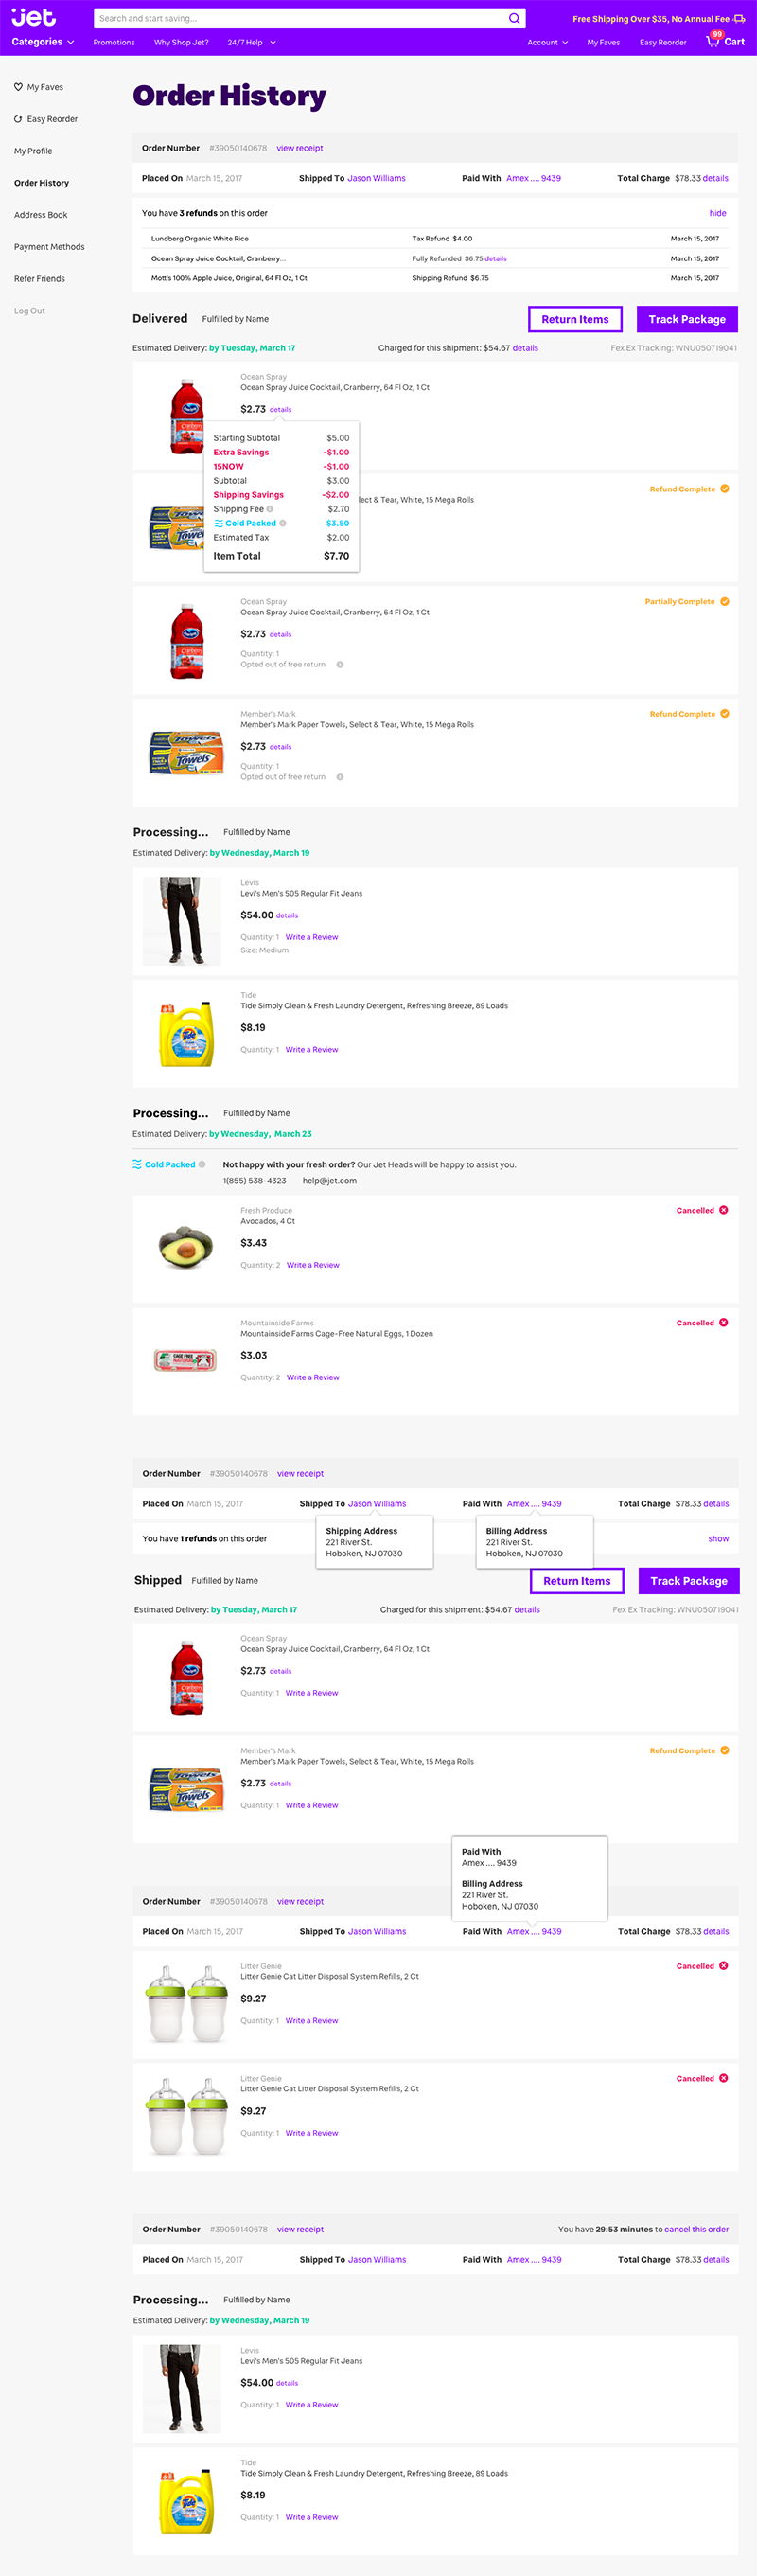 jet
Search and start saving...
Free Shipping Over $35, No Annual Fee
Categories Promotions Why Shop Jet? 24/7 Help Account My Faves Easy Reorder 99 Cart
My Faves
Easy Reorder
My Profile
Order History
Address Book
Payment Methods
Refer Friends
Log Out
Order History
Order Number #39050140678 view receipt
Placed On March 15, 2017 Shipped To Jason Williams Paid With Amex .... 9439 Total Charge $78.33 details
You have 3 refunds on this order hide
Lundberg Organic White Rice Tax Refund $4.00 March 15, 2017
Ocean Spray Juice Cocktail, Cranberry... Fully Refunded $6.75 details March 15, 2017
Mott's 100% Apple Juice, Original, 64 Fl Oz, 1 Ct Shipping Refund $6.75 March 15, 2017
Delivered Fulfilled by Name Return Items Track Package
Estimated Delivery: by Tuesday, March 17 Charged for this shipment: $54.67 details Fex Ex Tracking: WNU050719041
Ocean Spray
Ocean Spray Juice Cocktail, Cranberry, 64 Fl Oz, 1 Ct
$2.73 details
Starting Subtotal $5.00
Extra Savings -$1.00
15NOW -$1.00
Subtotal $3.00
Shipping Savings -$2.00
Shipping Fee $2.70
Cold Packed $3.50
Estimated Tax $2.00
Item Total $7.70
Refund Complete
lect & Tear, White, 15 Mega Rolls
Ocean Spray Partially Complete
Ocean Spray Juice Cocktail, Cranberry, 64 Fl Oz, 1 Ct
$2.73 details
Quantity: 1
Opted out of free return
Member's Mark Refund Complete
Member's Mark Paper Towels, Select & Tear, White, 15 Mega Rolls
$2.73 details
Quantity: 1
Opted out of free return
Towels
Processing... Fulfilled by Name
Estimated Delivery: by Wednesday, March 19
Levis
Levi's Men's 505 Regular Fit Jeans
$54.00 details
Quantity: 1 Write a Review
Size: Medium
Tide
Tide Simply Clean & Fresh Laundry Detergent, Refreshing Breeze, 89 Loads
$8.19
Quantity: 1 Write a Review
Tide
Processing... Fulfilled by Name
Estimated Delivery: by Wednesday, March 23
Cold Packed Not happy with your fresh order? Our Jet Heads will be happy to assist you.
1(855) 538-4323 help@jet.com
Fresh Produce Cancelled
Avocados, 4 Ct
$3.43
Quantity: 2 Write a Review
Mountainside Farms Cancelled
Mountainside Farms Cage-Free Natural Eggs, 1 Dozen
$3.03
Quantity: 2 Write a Review
CAGE FREE
NATURAL
Order Number #39050140678 view receipt
Placed On March 15, 2017 Shipped To Jason Williams Paid With Amex .... 9439 Total Charge $78.33 details
You have 1 refunds on this order show
Shipping Address
221 River St.
Hoboken, NJ 07030
Billing Address
221 River St.
Hoboken, NJ 07030
Shipped Fulfilled by Name Return Items Track Package
Estimated Delivery: by Tuesday, March 17 Charged for this shipment: $54.67 details Fex Ex Tracking: WNU050719041
Ocean Spray
Ocean Spray Juice Cocktail, Cranberry, 64 Fl Oz, 1 Ct
$2.73 details
Quantity: 1 Write a Review
Member's Mark Refund Complete
Member's Mark Paper Towels, Select & Tear, White, 15 Mega Rolls
$2.73 details
Quantity: 1 Write a Review
Towels
Paid With
Amex .... 9439
Billing Address
221 River St.
Hoboken, NJ 07030
Order Number #39050140678 view receipt
Placed On March 15, 2017 Shipped To Jason Williams Paid With Amex .... 9439 Total Charge $78.33 details
Litter Genie Cancelled
Litter Genie Cat Litter Disposal System Refills, 2 Ct
$9.27
Quantity: 1 Write a Review
Litter Genie Cancelled
Litter Genie Cat Litter Disposal System Refills, 2 Ct
$9.27
Quantity: 1 Write a Review
Order Number #39050140678 view receipt You have 29:53 minutes to cancel this order
Placed On March 15, 2017 Shipped To Jason Williams Paid With Amex .... 9439 Total Charge $78.33 details
Processing... Fulfilled by Name
Estimated Delivery: by Wednesday, March 19
Levis
Levi's Men's 505 Regular Fit Jeans
$54.00 details
Quantity: 1 Write a Review
Tide
Tide Simply Clean & Fresh Laundry Detergent, Refreshing Breeze, 89 Loads
$8.19
Quantity: 1 Write a Review
Tide